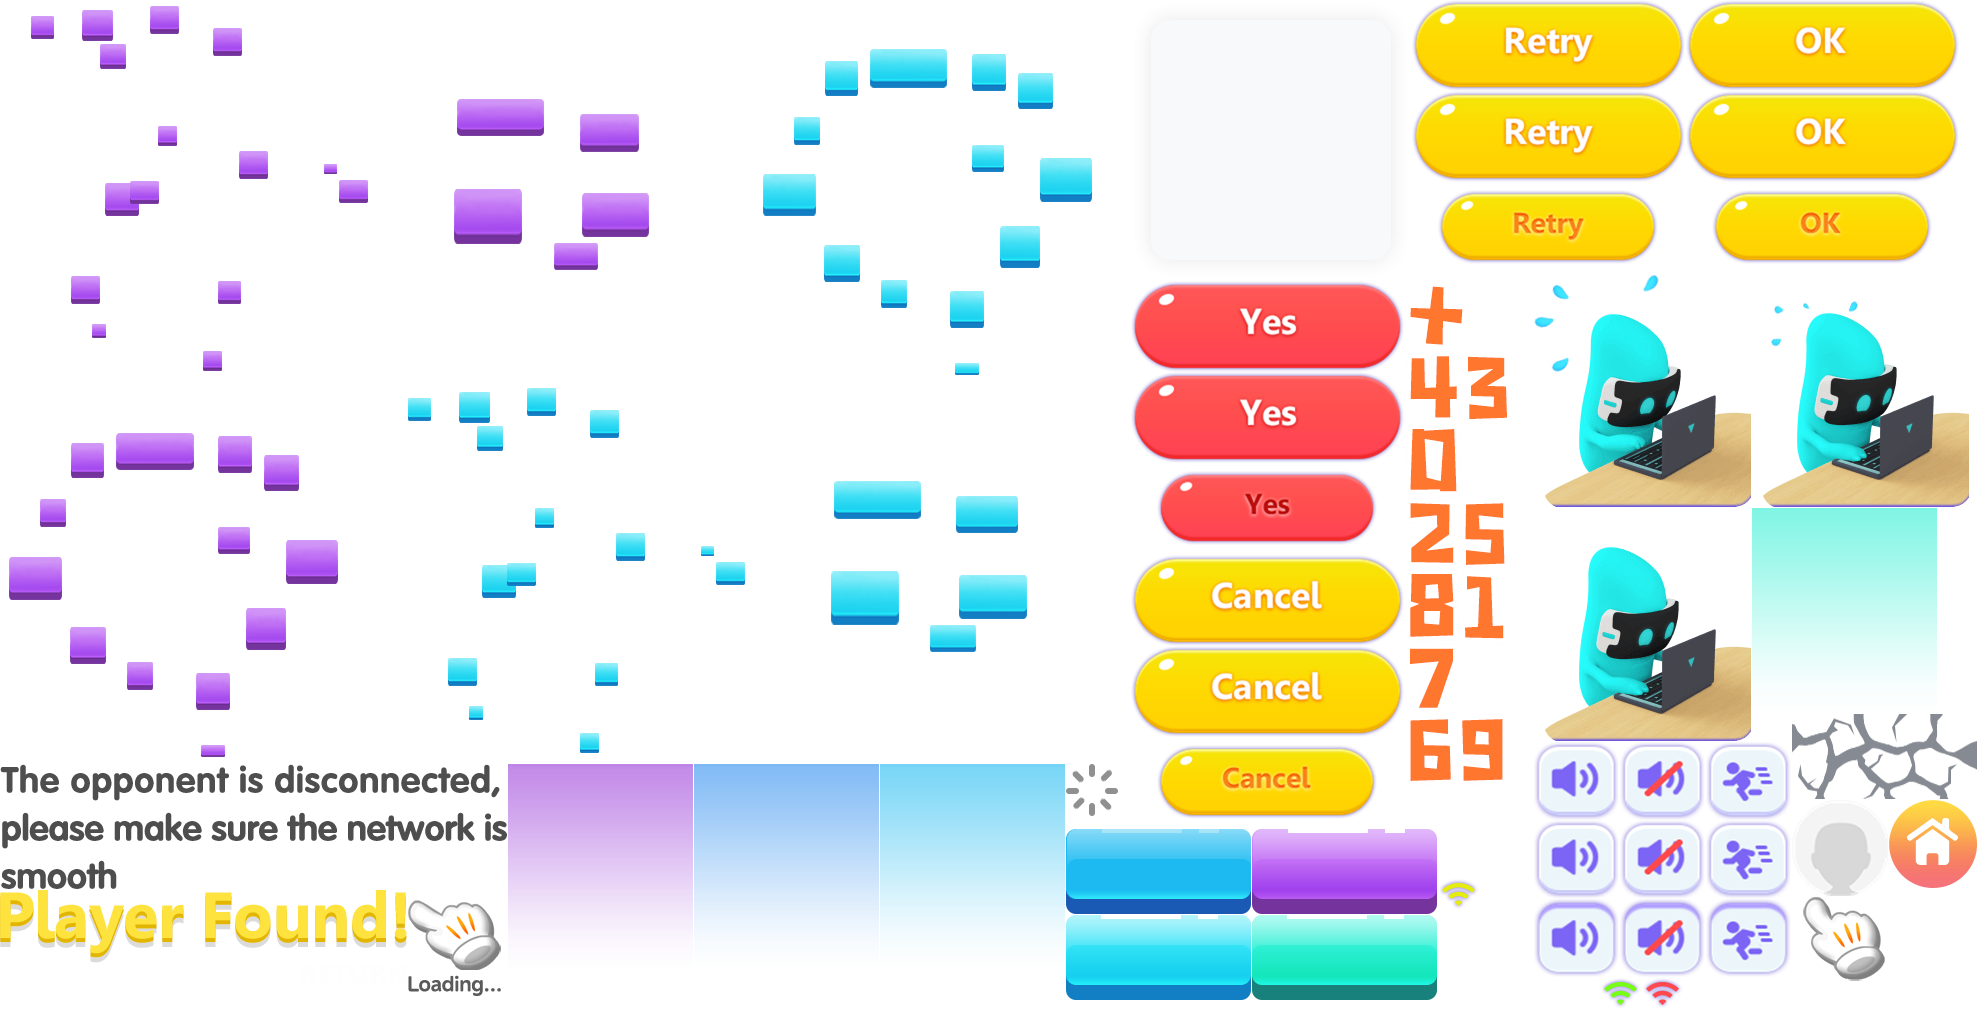 Retry
OK
Retry
OK
Retry
OK
Yes
+
Yes
43
0
Yes
25
Cancel
81
Cancel
7
69
Cancel
The opponent is disconnected,
please make sure the network is
smooth
Player Found!
Loading...